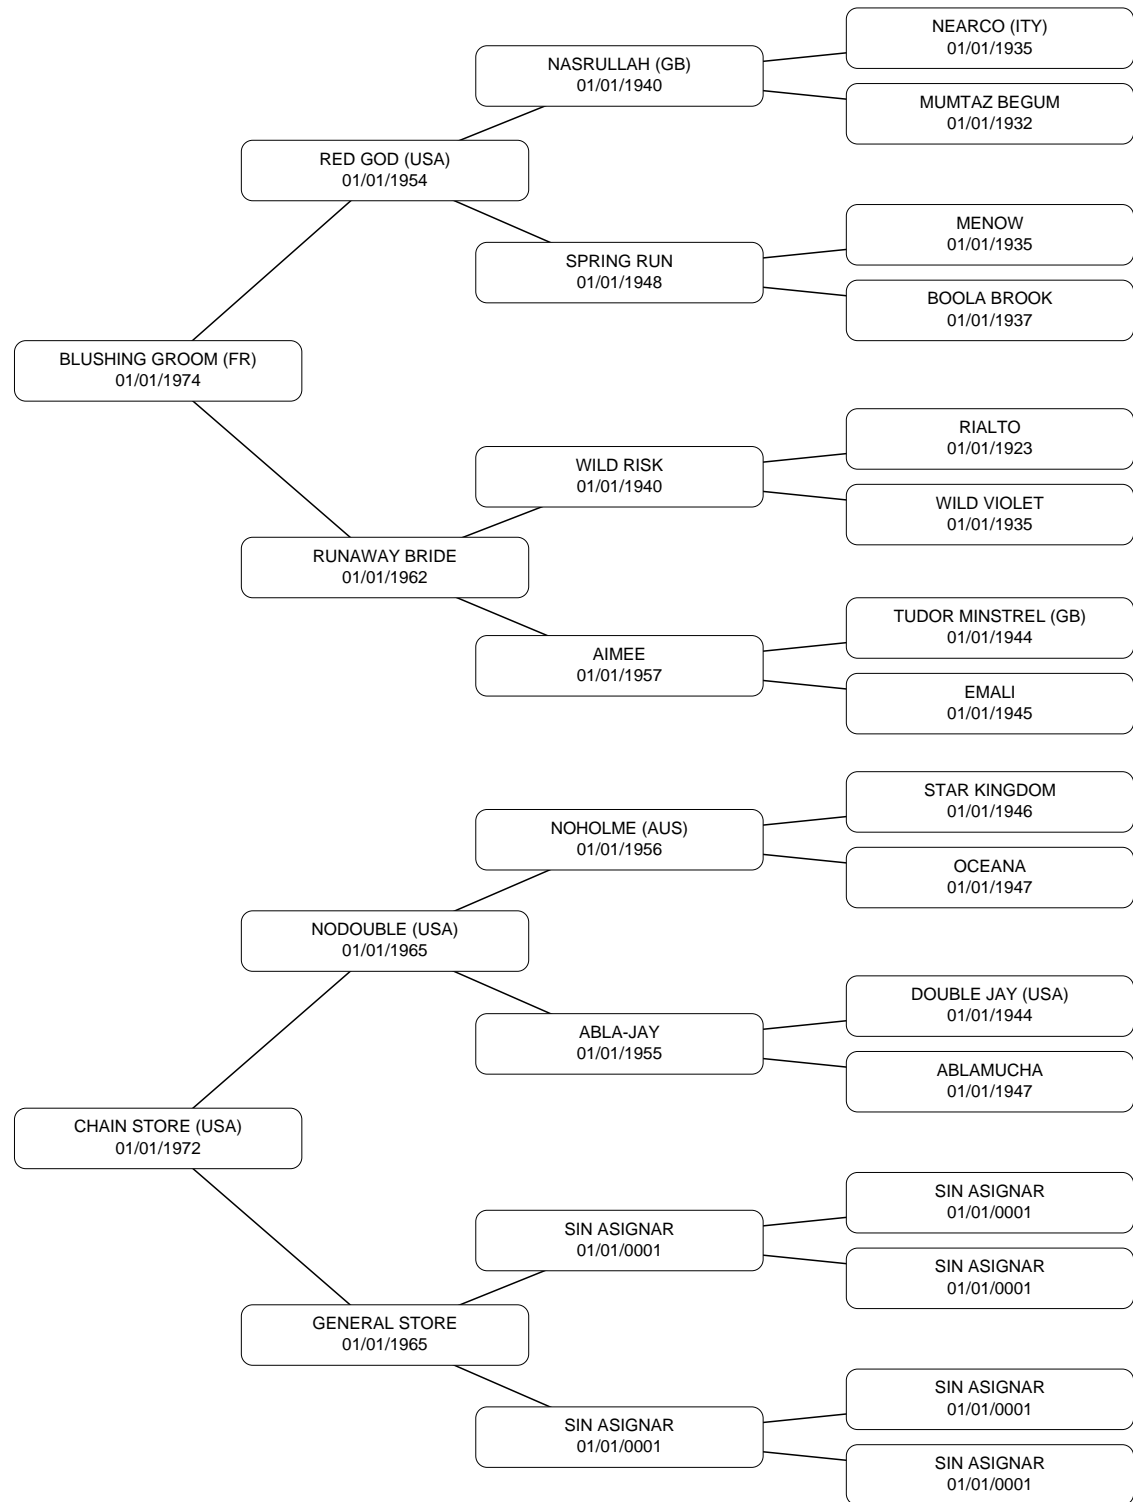 NEARCO (ITY)
01/01/1935
NASRULLAH (GB)
01/01/1940
MUMTAZ BEGUM
01/01/1932
RED GOD (USA)
01/01/1954
MENOW
01/01/1935
SPRING RUN
01/01/1948
BOOLA BROOK
01/01/1937
BLUSHING GROOM (FR)
01/01/1974
RIALTO
01/01/1923
WILD RISK
01/01/1940
WILD VIOLET
01/01/1935
RUNAWAY BRIDE
01/01/1962
TUDOR MINSTREL (GB)
01/01/1944
AIMEE
01/01/1957
EMALI
01/01/1945
STAR KINGDOM
01/01/1946
NOHOLME (AUS)
01/01/1956
OCEANA
01/01/1947
NODOUBLE (USA)
01/01/1965
DOUBLE JAY (USA)
01/01/1944
ABLA-JAY
01/01/1955
ABLAMUCHA
01/01/1947
CHAIN STORE (USA)
01/01/1972
SIN ASIGNAR
01/01/0001
SIN ASIGNAR
01/01/0001
SIN ASIGNAR
01/01/0001
GENERAL STORE
01/01/1965
SIN ASIGNAR
01/01/0001
SIN ASIGNAR
01/01/0001
SIN ASIGNAR
01/01/0001